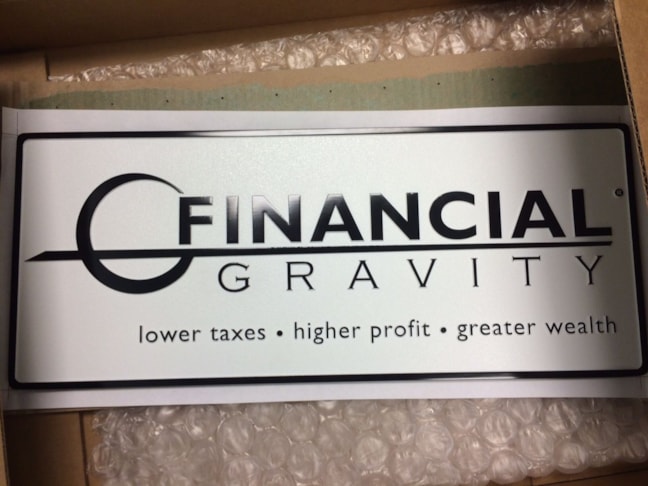 FINANCIAL®
GRAVITY
lower taxes • higher profit • greater wealth